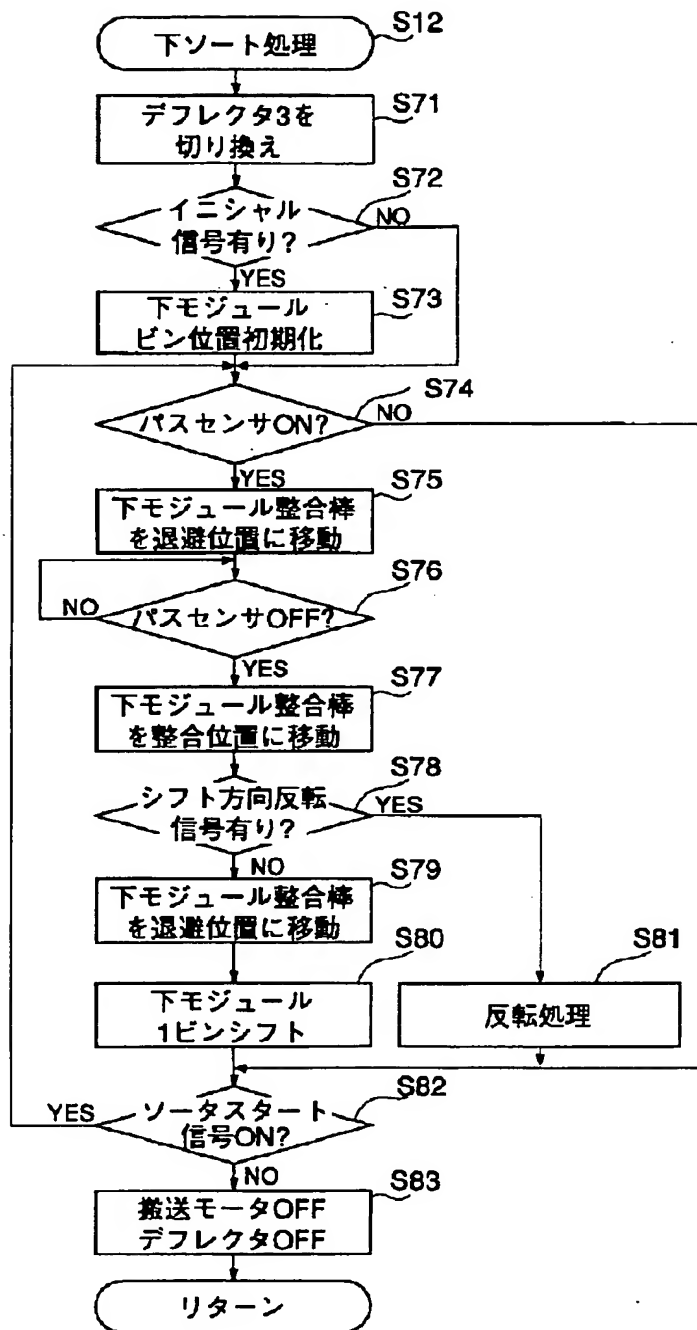 下ソート処理
S12
デフレクタ3を
切り換え
S71
イニシャル
信号有り?
S72
NO
YES
下モジュール
ビン位置初期化
S73
パスセンサON?
S74
NO
YES
下モジュール整合棒
を退避位置に移動
S75
パスセンサOFF?
S76
NO
YES
下モジュール整合棒
を整合位置に移動
S77
シフト方向反転
信号有り?
S78
YES
NO
下モジュール整合棒
を退避位置に移動
S79
下モジュール
1ビンシフト
S80
反転処理
S81
ソータスタート
信号ON?
S82
YES
NO
搬送モータOFF
デフレクタOFF
S83
リターン